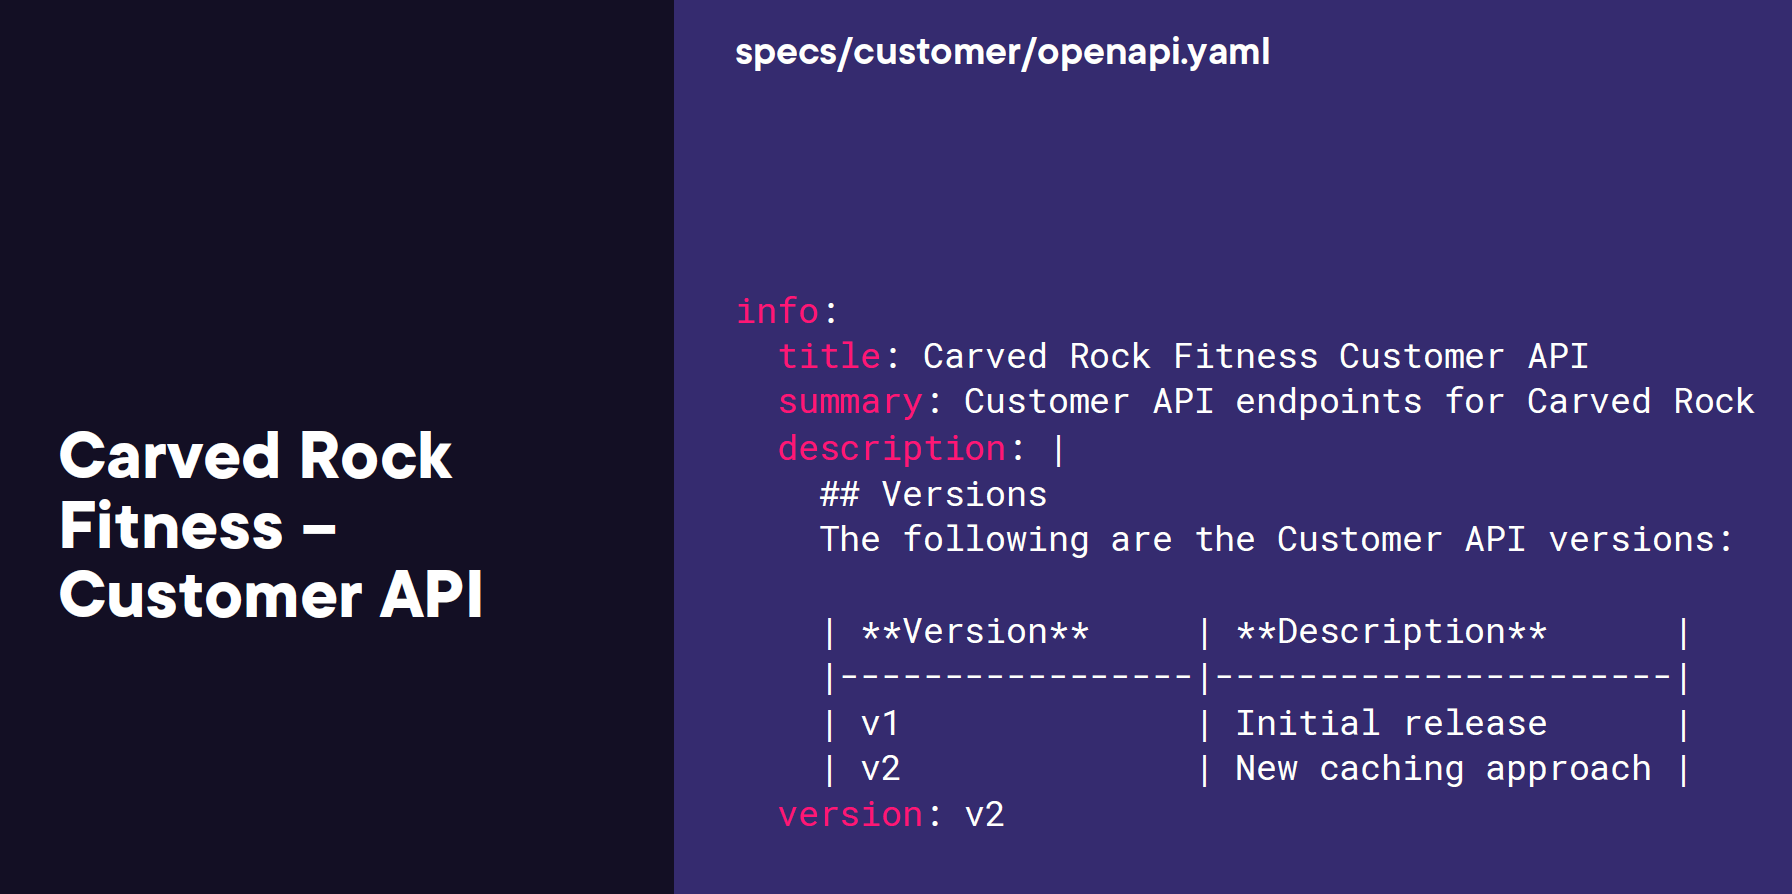 Carved Rock
Fitness –
Customer API
specs/customer/openapi.yaml
info:
  title: Carved Rock Fitness Customer API
  summary: Customer API endpoints for Carved Rock
  description: |
    ## Versions
    The following are the Customer API versions:

    | **Version**     | **Description**      |
    |-----------------|----------------------|
    | v1              | Initial release      |
    | v2              | New caching approach |
  version: v2